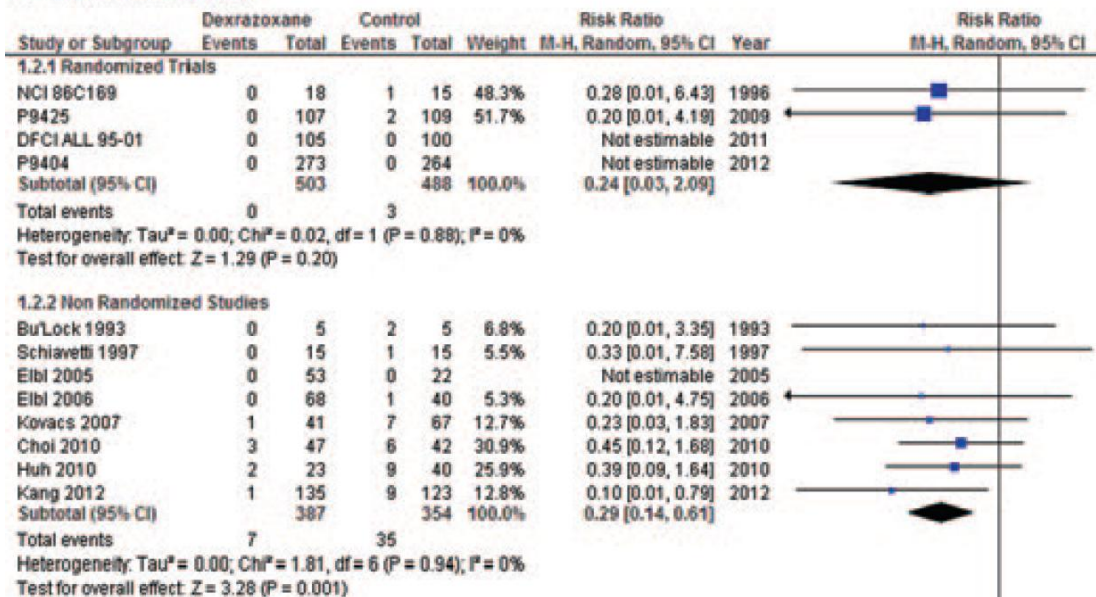 Dexrazoxane Control Risk Ratio Risk Ratio
Study or Subgroup Events Total Events Total Weight M-H, Random, 95% CI Year M-H, Random, 95% CI
1.2.1 Randomized Trials
NCI 86C169 0 18 1 15 48.3% 0.28 [0.01, 6.43] 1996
P9425 0 107 2 109 51.7% 0.20 [0.01, 4.19] 2009
DFCI ALL 95-01 0 105 0 100 Not estimable 2011
P9404 0 273 0 264 Not estimable 2012
Subtotal (95% CI) 503 488 100.0% 0.24 [0.03, 2.09]
Total events 0 3
Heterogeneity: Tau² = 0.00; Chi² = 0.02, df = 1 (P = 0.88); I² = 0%
Test for overall effect: Z = 1.29 (P = 0.20)
1.2.2 Non Randomized Studies
Bu'Lock 1993 0 5 2 5 6.8% 0.20 [0.01, 3.35] 1993
Schiavetti 1997 0 15 1 15 5.5% 0.33 [0.01, 7.58] 1997
Elbl 2005 0 53 0 22 Not estimable 2005
Elbl 2006 0 68 1 40 5.3% 0.20 [0.01, 4.75] 2006
Kovacs 2007 1 41 7 67 12.7% 0.23 [0.03, 1.83] 2007
Choi 2010 3 47 6 42 30.9% 0.45 [0.12, 1.68] 2010
Huh 2010 2 23 9 40 25.9% 0.39 [0.09, 1.64] 2010
Kang 2012 1 135 9 123 12.8% 0.10 [0.01, 0.79] 2012
Subtotal (95% CI) 387 354 100.0% 0.29 [0.14, 0.61]
Total events 7 35
Heterogeneity: Tau² = 0.00; Chi² = 1.81, df = 6 (P = 0.94); I² = 0%
Test for overall effect: Z = 3.28 (P = 0.001)